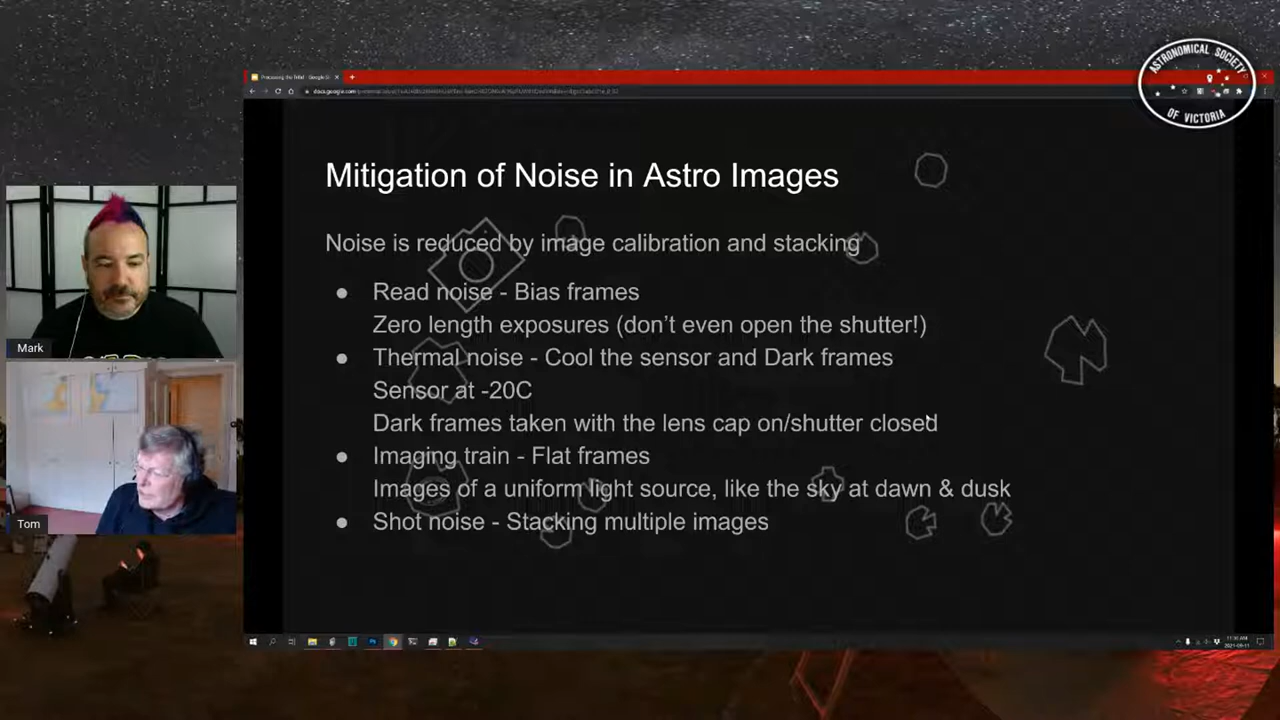 ASTRONOMICAL SOCIETY
OF VICTORIA
Mitigation of Noise in Astro Images
Noise is reduced by image calibration and stacking
● Read noise - Bias frames
Zero length exposures (don't even open the shutter!)
● Thermal noise - Cool the sensor and Dark frames
Sensor at -20C
Dark frames taken with the lens cap on/shutter closed
● Imaging train - Flat frames
Images of a uniform light source, like the sky at dawn & dusk
● Shot noise - Stacking multiple images
Mark
Tom